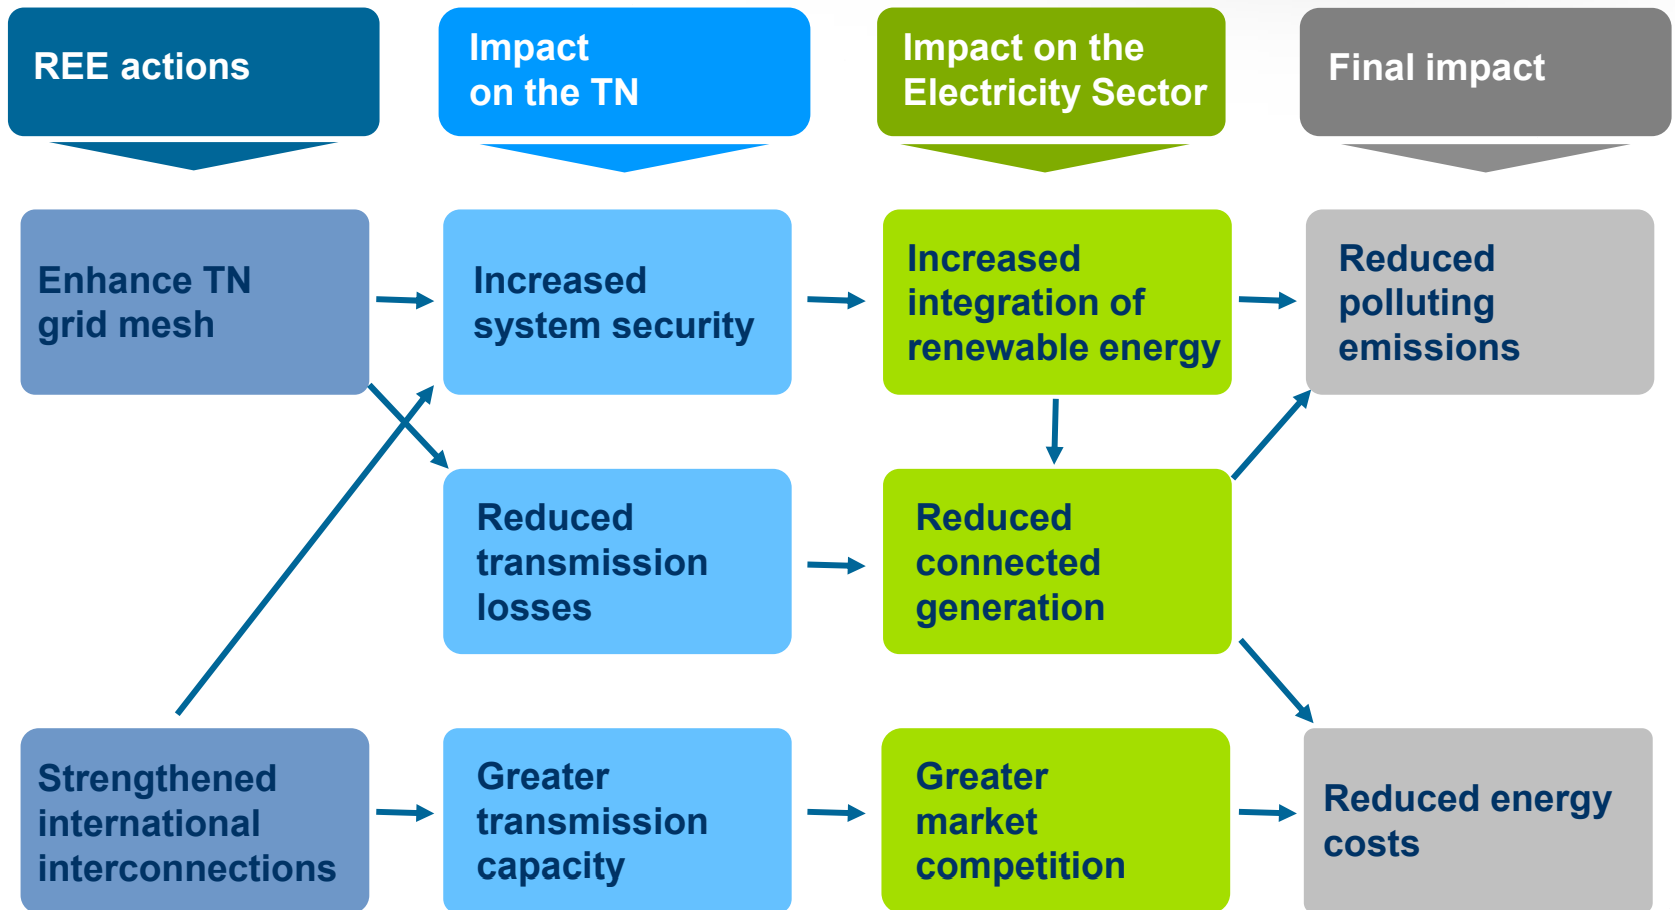 REE actions
Impact
on the TN
Impact on the
Electricity Sector
Final impact
Enhance TN
grid mesh
Increased
system security
Increased
integration of
renewable energy
Reduced
polluting
emissions
Reduced
transmission
losses
Reduced
connected
generation
Strengthened
international
interconnections
Greater
transmission
capacity
Greater
market
competition
Reduced energy
costs